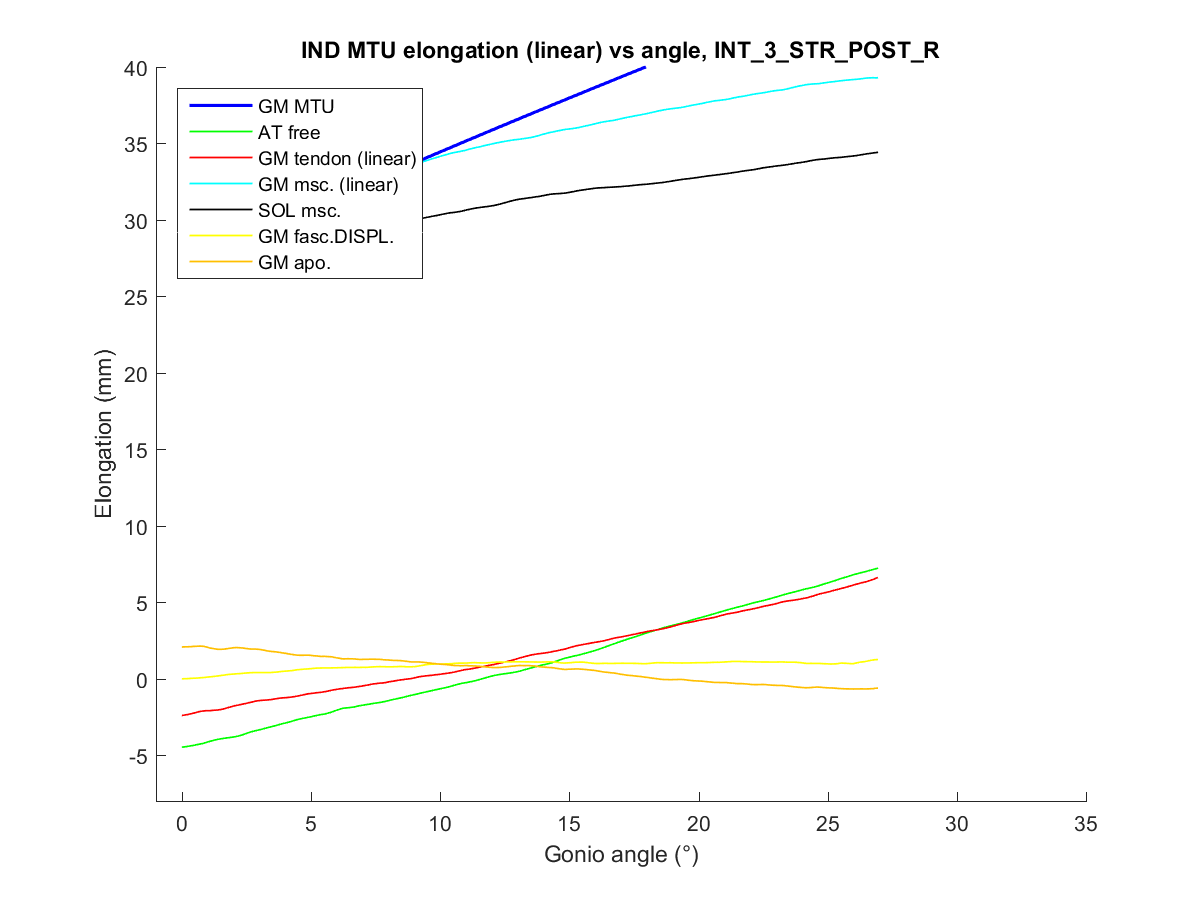 IND MTU elongation (linear) vs angle, INT_3_STR_POST_R
40
35
30
25
20
15
10
5
0
-5
Elongation (mm)
GM MTU
AT free
GM tendon (linear)
GM msc. (linear)
SOL msc.
GM fasc.DISPL.
GM apo.
0 5 10 15 20 25 30 35
Gonio angle (°)